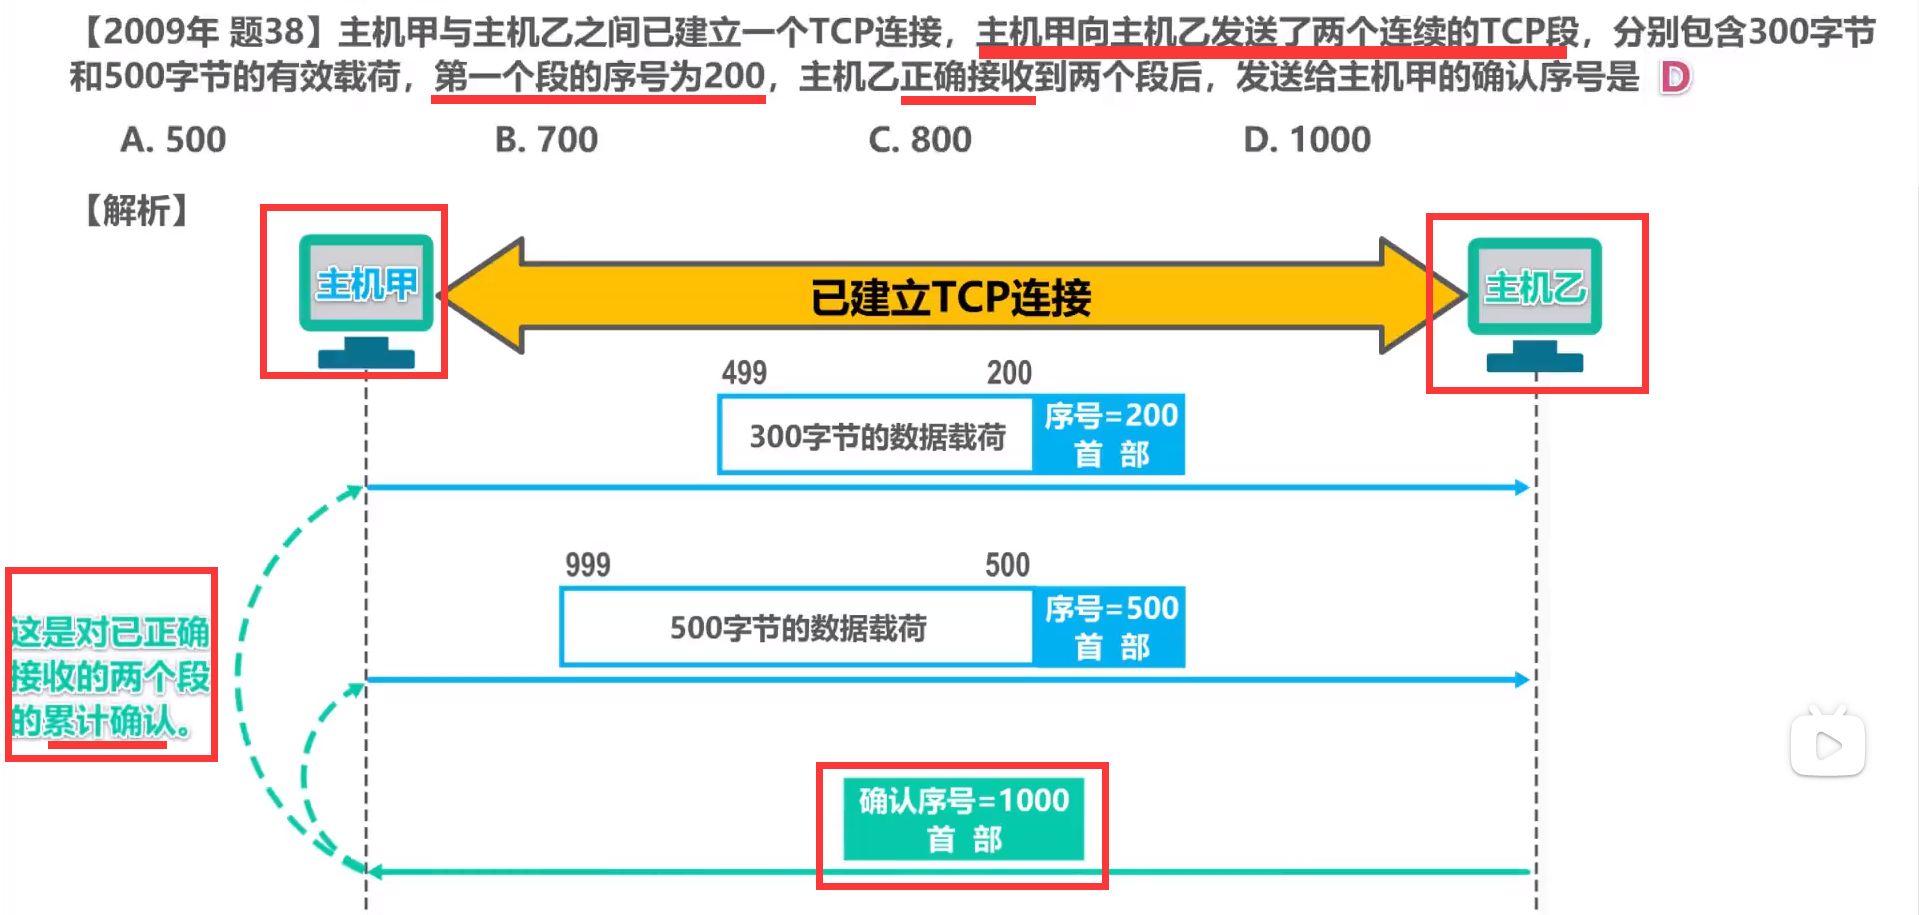 【2009年 题38】主机甲与主机乙之间已建立一个TCP连接，主机甲向主机乙发送了两个连续的TCP段，分别包含300字节
和500字节的有效载荷，第一个段的序号为200，主机乙正确接收到两个段后，发送给主机甲的确认序号是 D
A. 500 B. 700 C. 800 D. 1000
【解析】
主机甲
已建立TCP连接
主机乙
499 200
300字节的数据载荷
序号=200
首 部
999 500
500字节的数据载荷
序号=500
首 部
这是对已正确
接收的两个段
的累计确认。
确认序号=1000
首 部